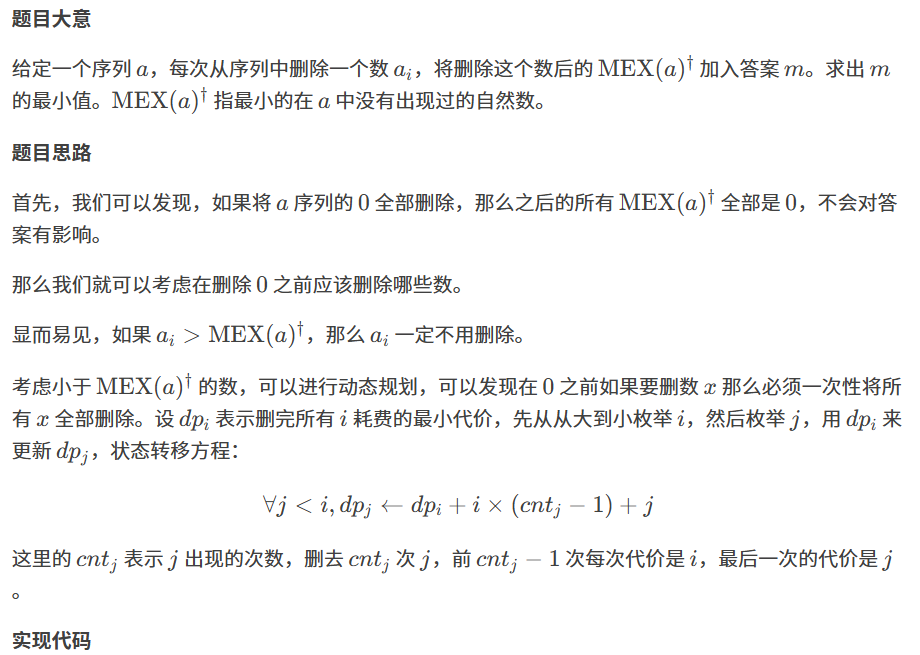 题目大意
给定一个序列 a，每次从序列中删除一个数 a_i，将删除这个数后的 MEX(a)† 加入答案 m。求出 m
的最小值。MEX(a)† 指最小的在 a 中没有出现过的自然数。
题目思路
首先，我们可以发现，如果将 a 序列的 0 全部删除，那么之后的所有 MEX(a)† 全部是 0，不会对答
案有影响。
那么我们就可以考虑在删除 0 之前应该删除哪些数。
显而易见，如果 a_i > MEX(a)†，那么 a_i 一定不用删除。
考虑小于 MEX(a)† 的数，可以进行动态规划，可以发现在 0 之前如果要删数 x 那么必须一次性将所
有 x 全部删除。设 dp_i 表示删完所有 i 耗费的最小代价，先从从大到小枚举 i，然后枚举 j，用 dp_i 来
更新 dp_j，状态转移方程：
∀j < i, dp_j ← dp_i + i × (cnt_j − 1) + j
这里的 cnt_j 表示 j 出现的次数，删去 cnt_j 次 j，前 cnt_j − 1 次每次代价是 i，最后一次的代价是 j
。
实现代码